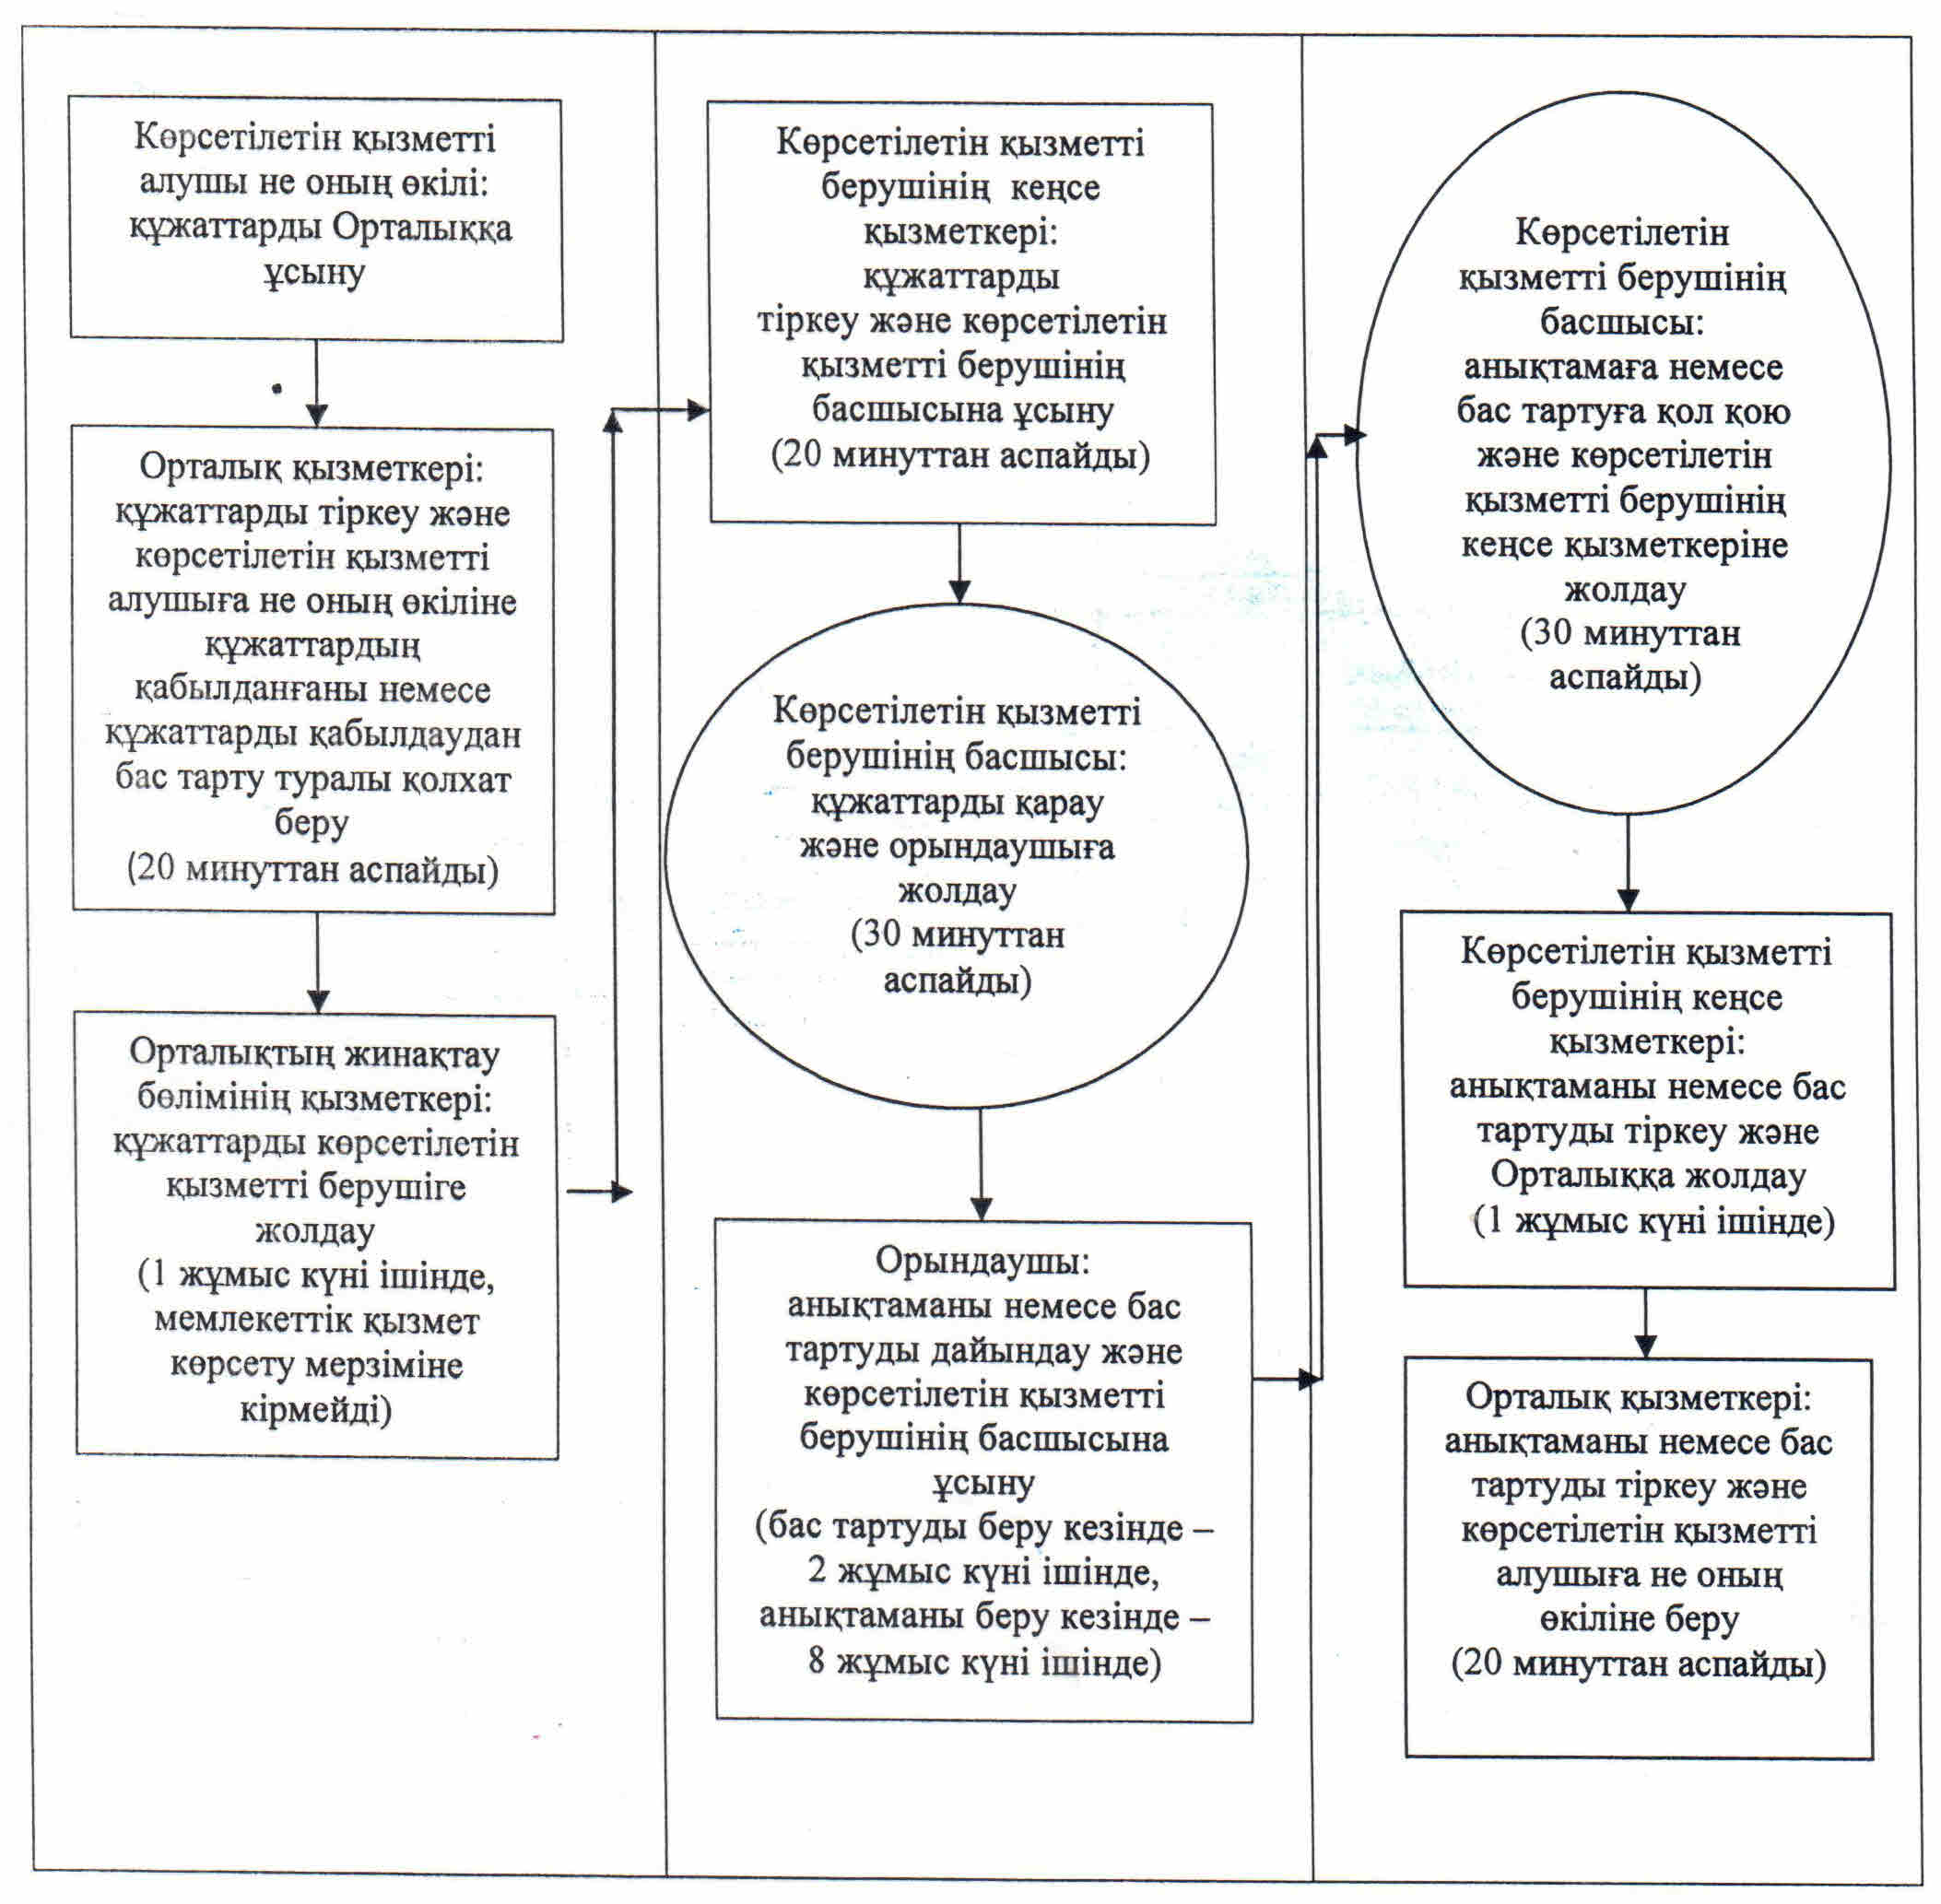 Көрсетілетін қызметті
алушы не оның өкілі:
құжаттарды Орталыққа
ұсыну
Орталық қызметкері:
құжаттарды тіркеу және
көрсетілетін қызметті
алушыға не оның өкіліне
құжаттардың
қабылданғаны немесе
құжаттарды қабылдаудан
бас тарту туралы қолхат
беру
(20 минуттан аспайды)
Орталықтың жинақтау
бөлімінің қызметкері:
құжаттарды көрсетілетін
қызметті берушіге
жолдау
(1 жұмыс күні ішінде,
мемлекеттік қызмет
көрсету мерзіміне
кірмейді)
Көрсетілетін қызметті
берушінің кеңсе
қызметкері:
құжаттарды
тіркеу және көрсетілетін
қызметті берушінің
басшысына ұсыну
(20 минуттан аспайды)
Көрсетілетін қызметті
берушінің басшысы:
құжаттарды қарау
және орындаушыға
жолдау
(30 минуттан
аспайды)
Орындаушы:
анықтаманы немесе бас
тартуды дайындау және
көрсетілетін қызметті
берушінің басшысына
ұсыну
(бас тартуды беру кезінде –
2 жұмыс күні ішінде,
анықтаманы беру кезінде –
8 жұмыс күні ішінде)
Көрсетілетін
қызметті берушінің
басшысы:
анықтамаға немесе
бас тартуға қол қою
және көрсетілетін
қызметті берушінің
кеңсе қызметкеріне
жолдау
(30 минуттан
аспайды)
Көрсетілетін қызметті
берушінің кеңсе
қызметкері:
анықтаманы немесе бас
тартуды тіркеу және
Орталыққа жолдау
(1 жұмыс күні ішінде)
Орталық қызметкері:
анықтаманы немесе бас
тартуды тіркеу және
көрсетілетін қызметті
алушыға не оның
өкіліне беру
(20 минуттан аспайды)